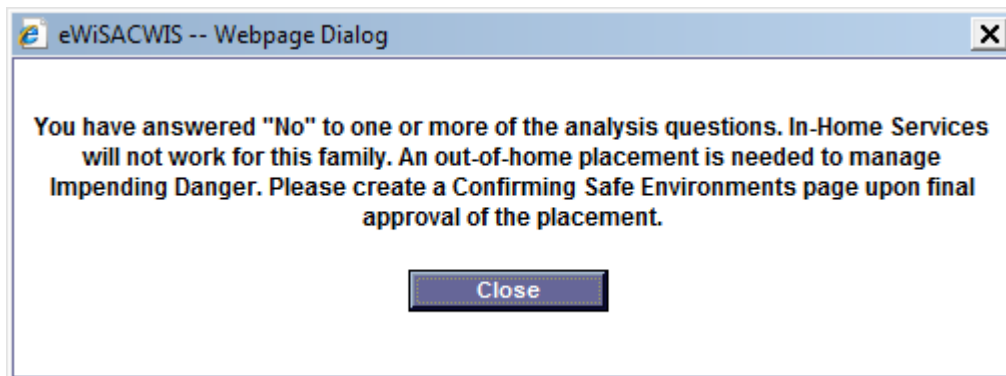 eWiSACWIS -- Webpage Dialog
You have answered "No" to one or more of the analysis questions. In-Home Services
will not work for this family. An out-of-home placement is needed to manage
Impending Danger. Please create a Confirming Safe Environments page upon final
approval of the placement.
Close